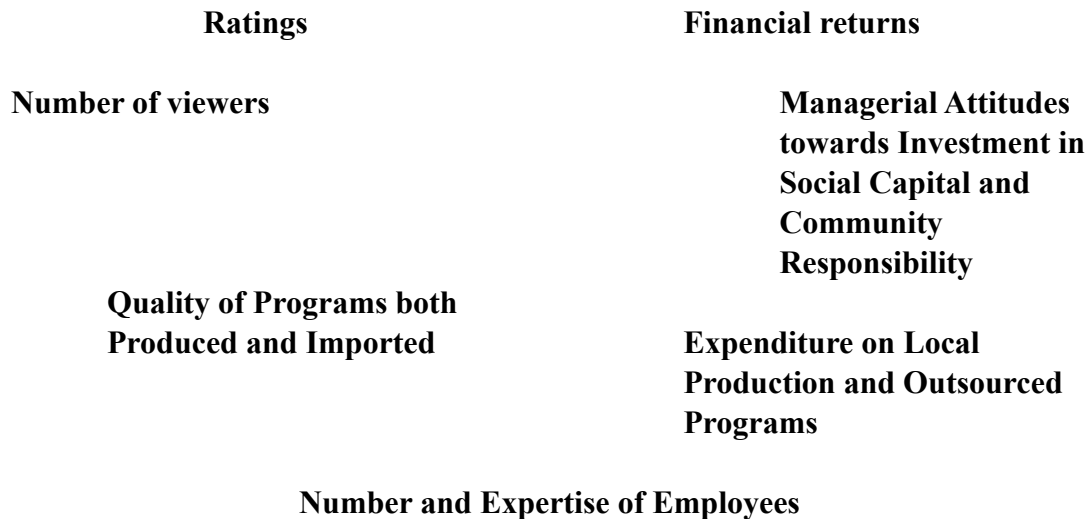 Ratings
Financial returns
Number of viewers
Managerial Attitudes
towards Investment in
Social Capital and
Community
Responsibility
Quality of Programs both
Produced and Imported
Expenditure on Local
Production and Outsourced
Programs
Number and Expertise of Employees